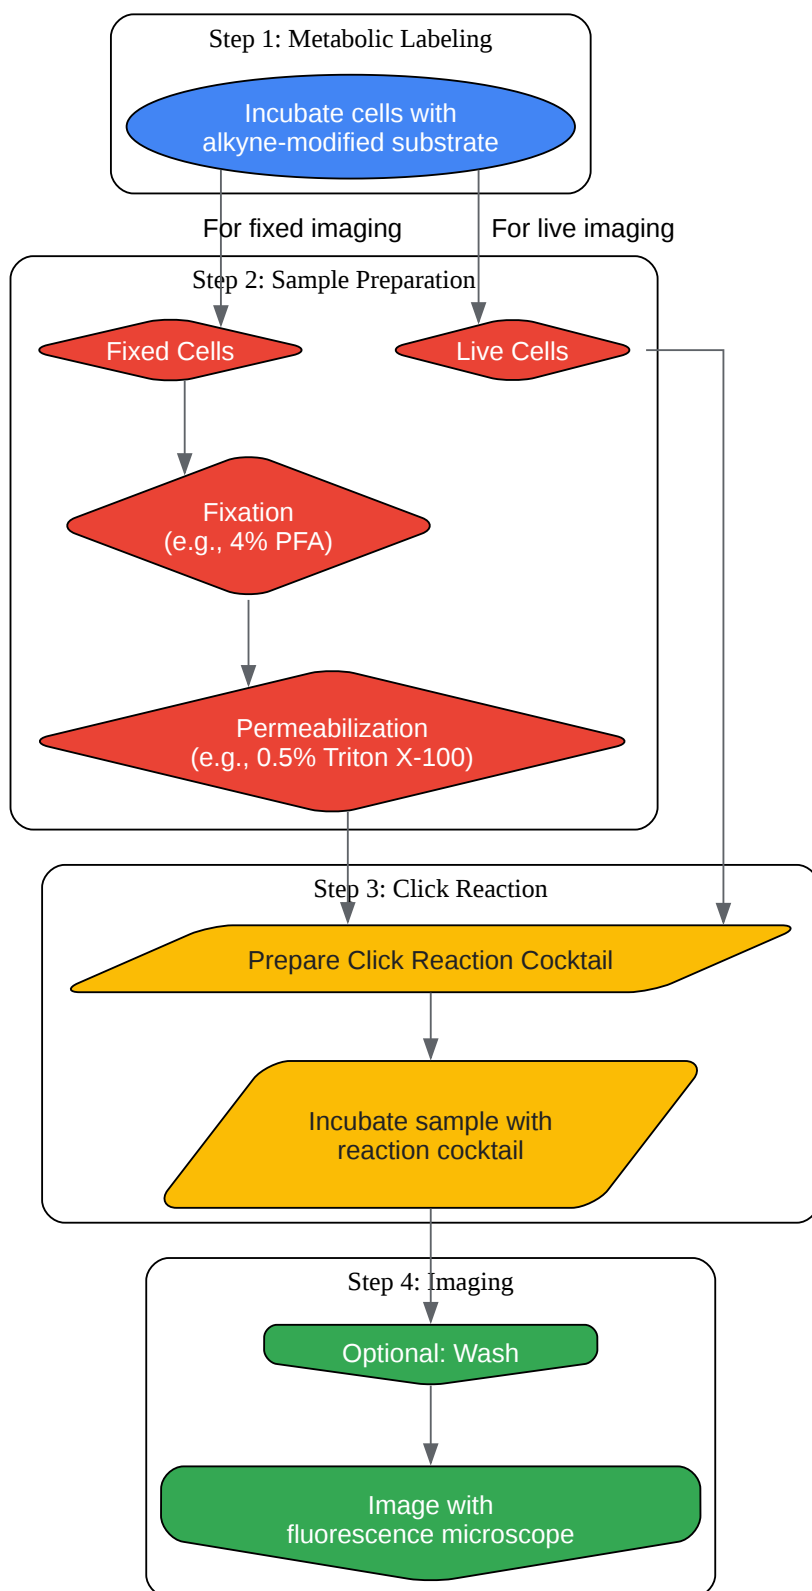 Step 1: Metabolic Labeling
Incubate cells with
alkyne-modified substrate
For fixed imaging
For live imaging
Step 2: Sample Preparation
Fixed Cells
Live Cells
Fixation
(e.g., 4% PFA)
Permeabilization
(e.g., 0.5% Triton X-100)
Step 3: Click Reaction
Prepare Click Reaction Cocktail
Incubate sample with
reaction cocktail
Step 4: Imaging
Optional: Wash
Image with
fluorescence microscope